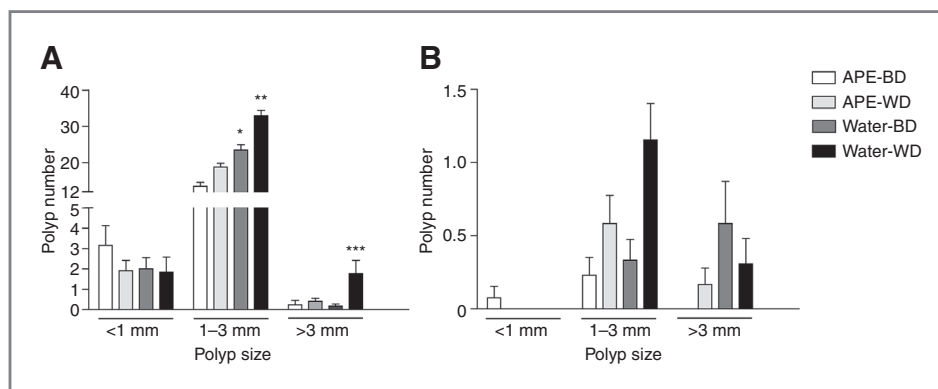 A
Polyp number
40
30
20
12
5
4
3
2
1
0
*
**
***
<1 mm
1–3 mm
>3 mm
Polyp size
B
Polyp number
1.5
1.0
0.5
0
<1 mm
1–3 mm
>3 mm
Polyp size
APE-BD
APE-WD
Water-BD
Water-WD